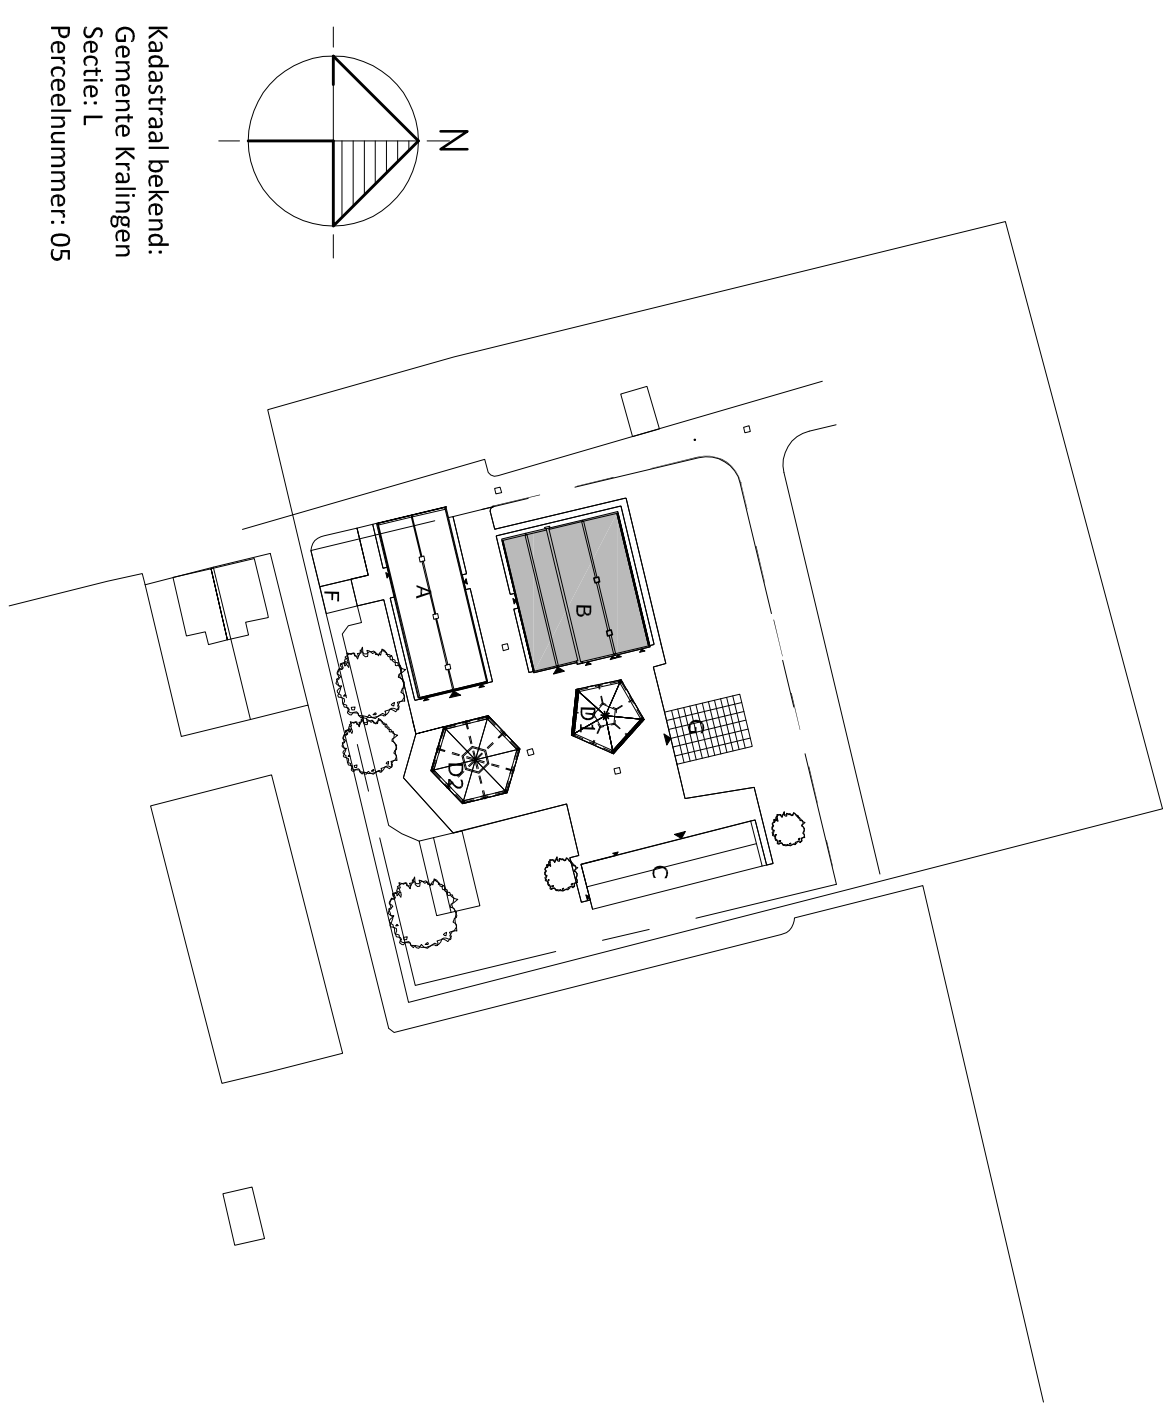 Kadastraal bekend:
Gemente Kralingen
Sectie: L
Perceelnummer: 05
N
F
A
B
D1
D2
G
C